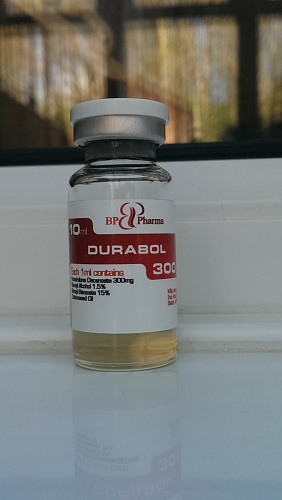 BP Pharma
10ml
DURABOL
300
Each 1ml contains
Nandrolone Decanoate 300mg
Benzyl Alcohol 1.5%
Benzyl Benzoate 15%
Cottonseed Oil